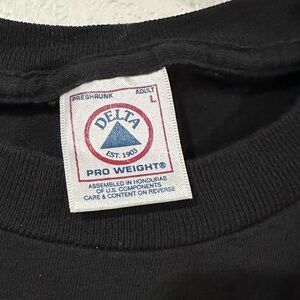 PRESHRUNK ADULT L
DELTA
EST. 1903
PRO WEIGHT®
ASSEMBLED IN HONDURAS
OF U.S. COMPONENTS
CARE & CONTENT ON REVERSE